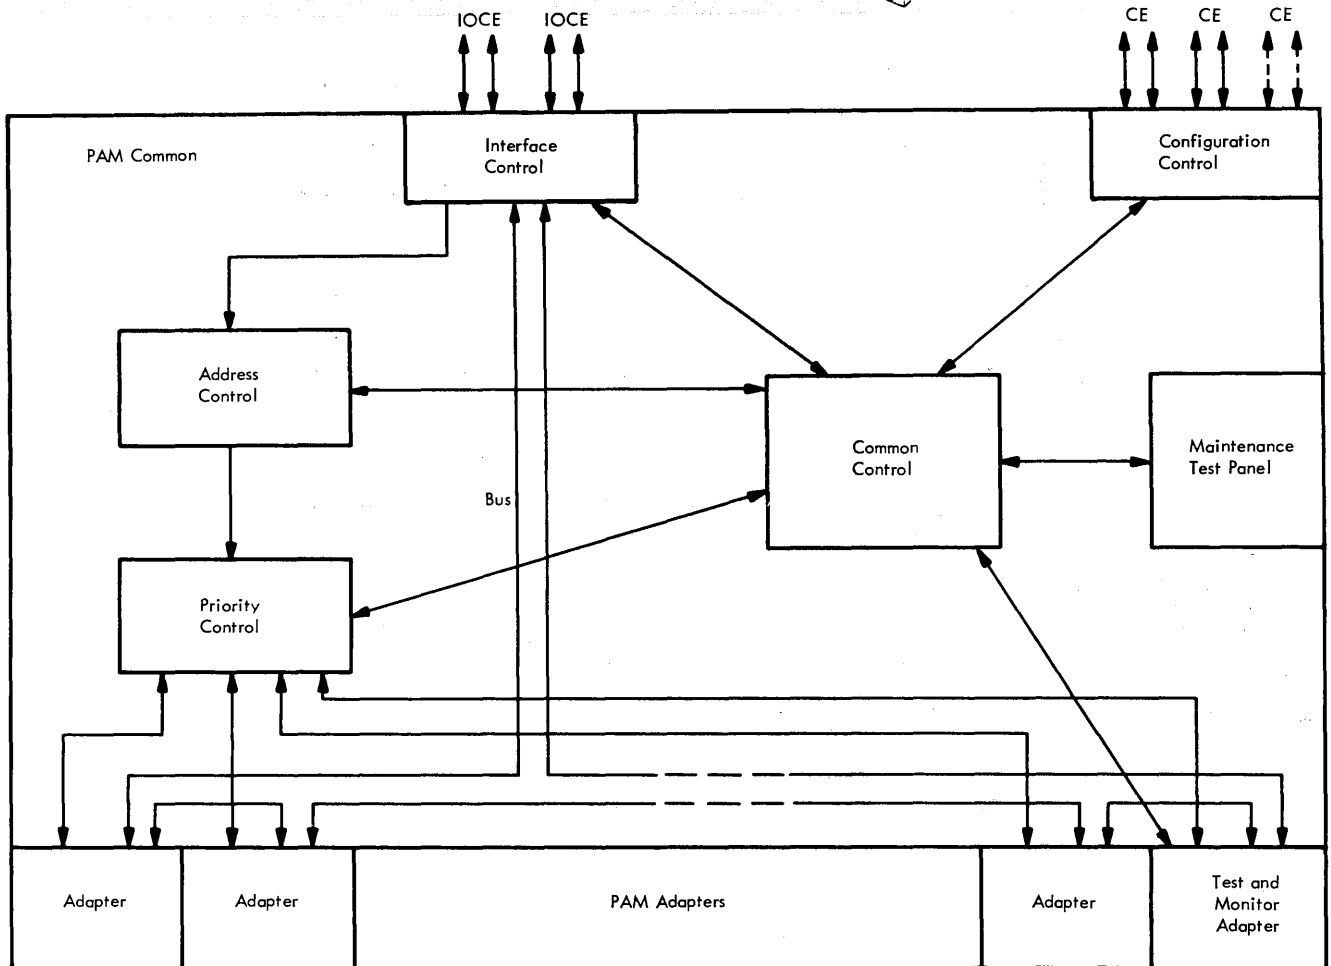 IOCE IOCE
CE CE CE
PAM Common
Interface
Control
Configuration
Control
Address
Control
Common
Control
Maintenance
Test Panel
Bus
Priority
Control
Adapter
Adapter
PAM Adapters
Adapter
Test and
Monitor
Adapter